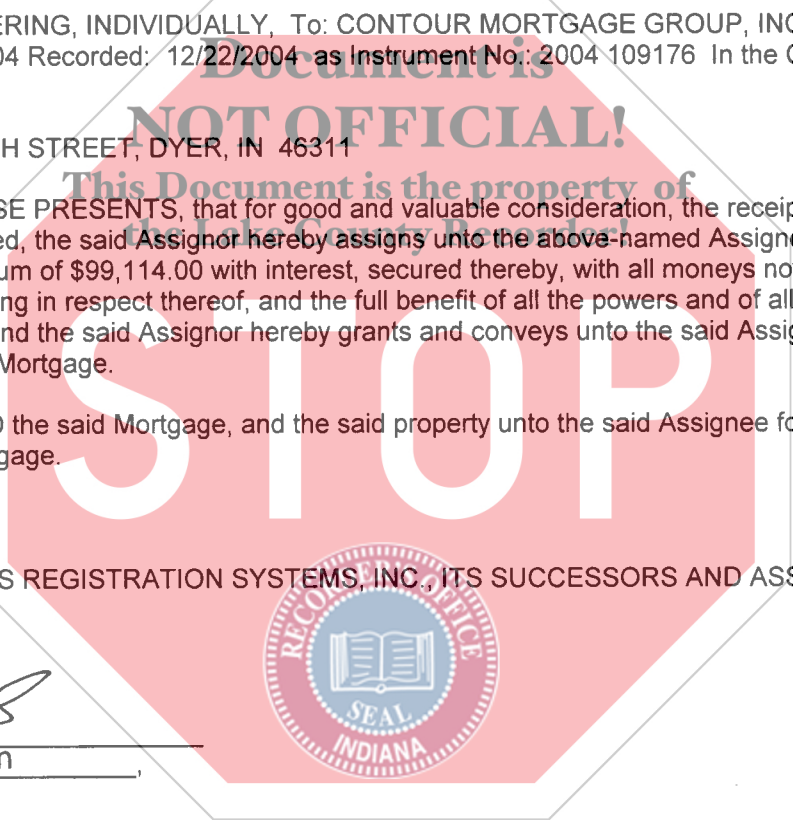 ERING, INDIVIDUALLY, To: CONTOUR MORTGAGE GROUP, INC
04 Recorded: 12/22/2004 as Instrument No.: 2004 109176 In the C
Document is
NOT OFFICIAL!
H STREET, DYER, IN 46311
This Document is the property of
the Lake County Recorder!
SE PRESENTS, that for good and valuable consideration, the receip
ed, the said Assignor hereby assigns unto the above-named Assigne
um of $99,114.00 with interest, secured thereby, with all moneys no
ng in respect thereof, and the full benefit of all the powers and of all
nd the said Assignor hereby grants and conveys unto the said Assig
Mortgage.
STOP
O the said Mortgage, and the said property unto the said Assignee fo
gage.
S REGISTRATION SYSTEMS, INC., ITS SUCCESSORS AND ASS
RECORDERS OFFICE
SEAL
INDIANA
n,